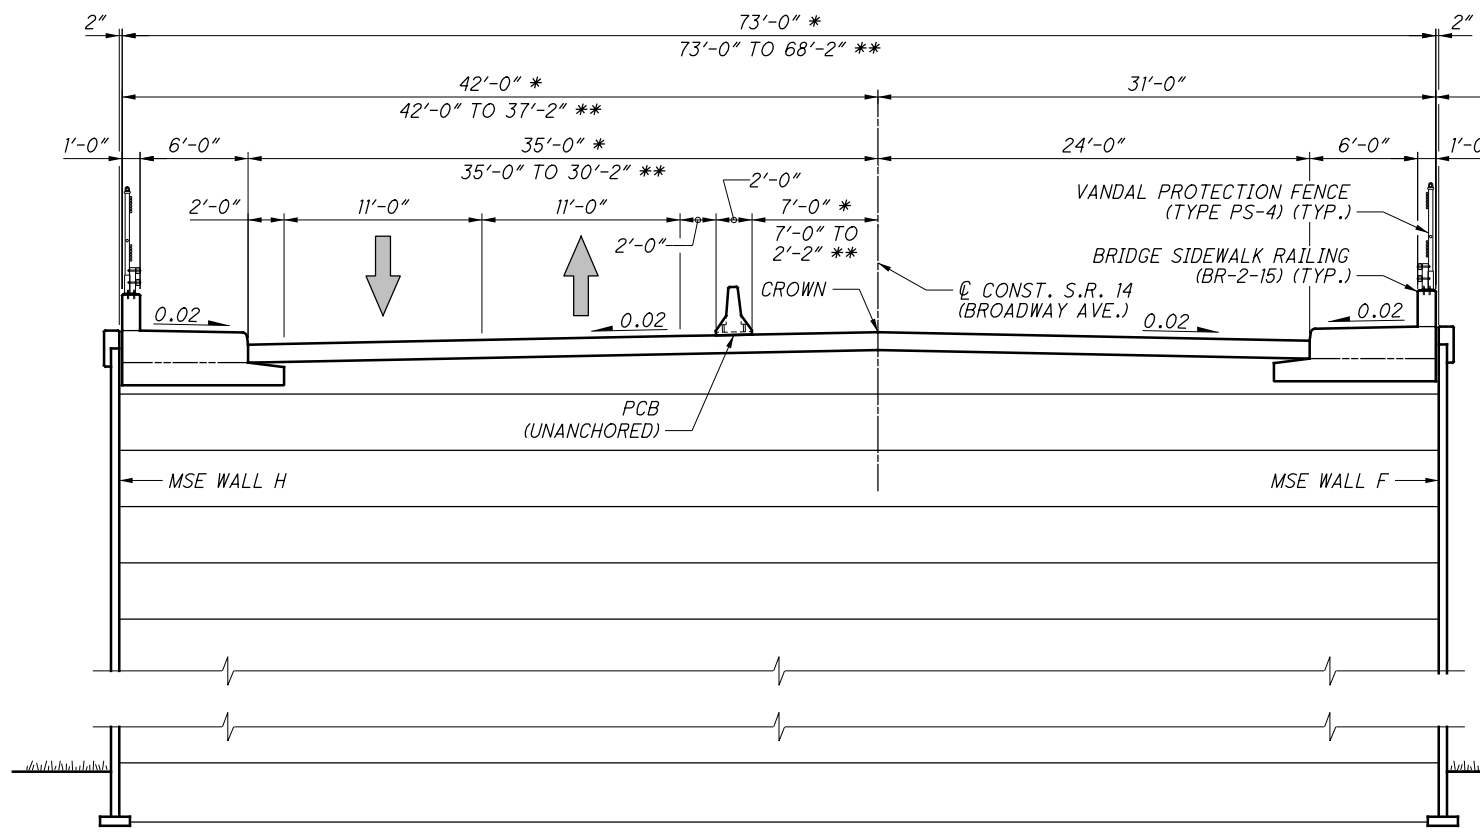 2" 73'-0" * 2"
73'-0" TO 68'-2" **
42'-0" * 31'-0"
42'-0" TO 37'-2" **
1'-0" 6'-0" 35'-0" * 24'-0" 6'-0" 1'-0
35'-0" TO 30'-2" **
2'-0" 11'-0" 11'-0" 2'-0" 2'-0" 7'-0" *
7'-0" TO
2'-2" **
VANDAL PROTECTION FENCE
(TYPE PS-4) (TYP.)
BRIDGE SIDEWALK RAILING
(BR-2-15) (TYP.)
CROWN
℄ CONST. S.R. 14
(BROADWAY AVE.)
0.02 0.02 0.02 0.02
PCB
(UNANCHORED)
MSE WALL H MSE WALL F